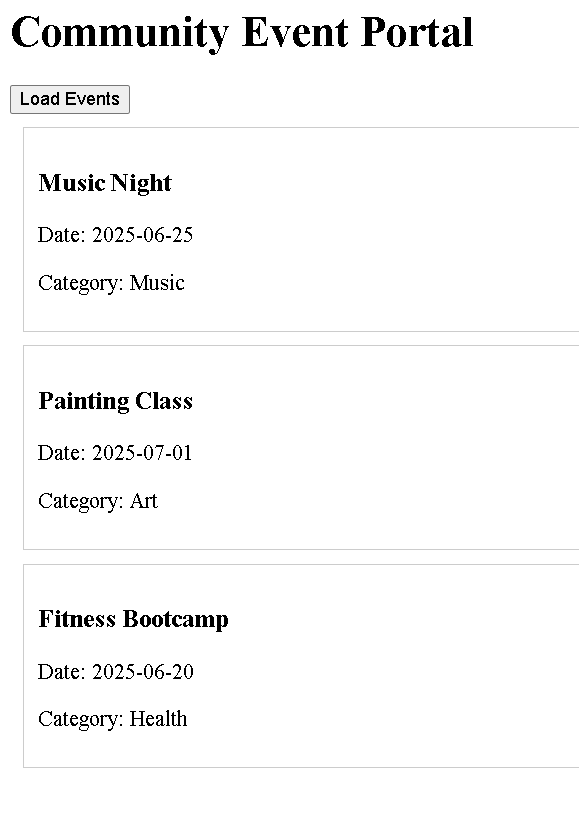 Community Event Portal
Load Events
Music Night
Date: 2025-06-25
Category: Music
Painting Class
Date: 2025-07-01
Category: Art
Fitness Bootcamp
Date: 2025-06-20
Category: Health